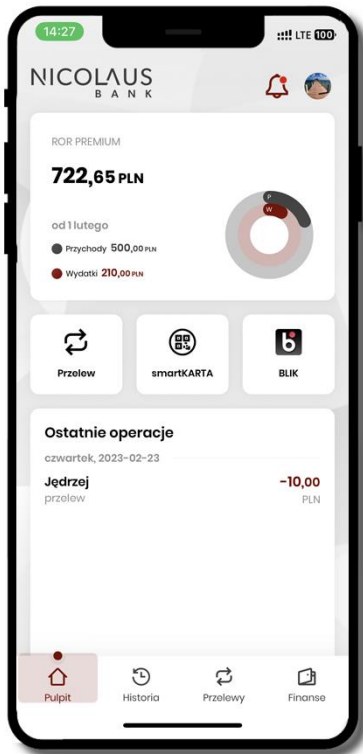 14:27
LTE 100
NICOLAUS
BANK
ROR PREMIUM
722,65 PLN
od 1 lutego
Przychody 500,00 PLN
Wydatki 210,00 PLN
P
W
Przelew
smartKARTA
BLIK
Ostatnie operacje
czwartek, 2023-02-23
Jędrzej -10,00
przelew PLN
Pulpit Historia Przelewy Finanse